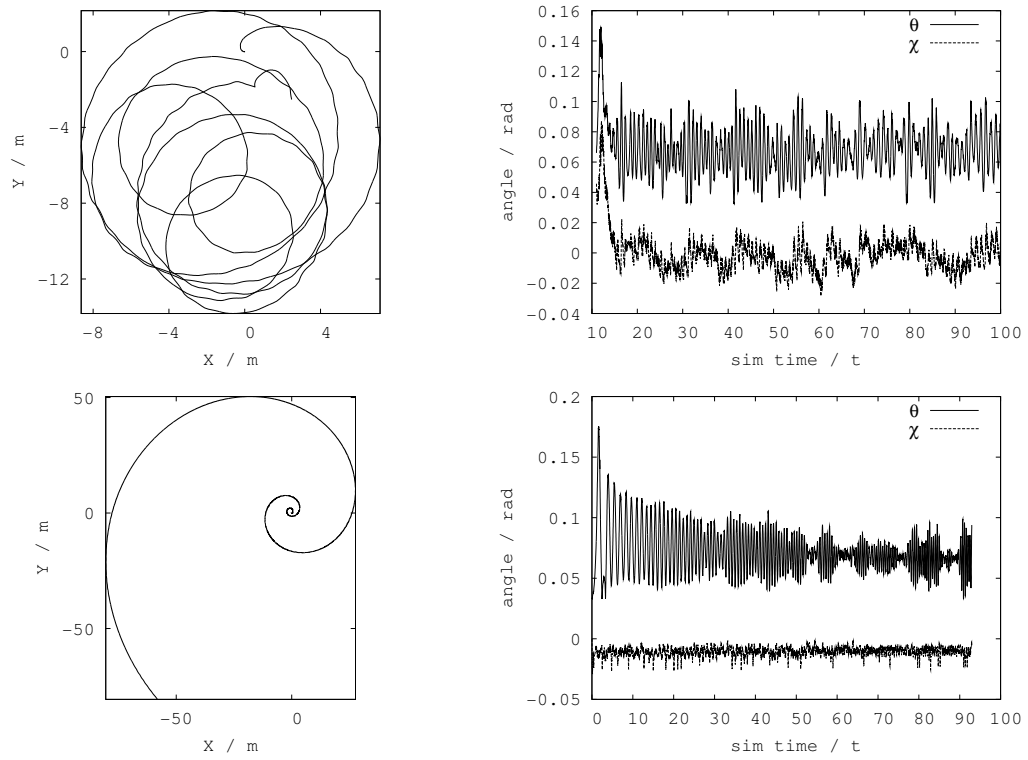 0
−4
−8
−12
Y / m
−8
−4
0
4
X / m
0.16
0.14
0.12
0.1
0.08
0.06
0.04
0.02
0
−0.02
−0.04
angle / rad
θ
χ
10 20 30 40 50 60 70 80 90 100
sim time / t
50
0
−50
Y / m
−50
0
X / m
0.2
0.15
0.1
0.05
0
−0.05
angle / rad
θ
χ
0 10 20 30 40 50 60 70 80 90 100
sim time / t